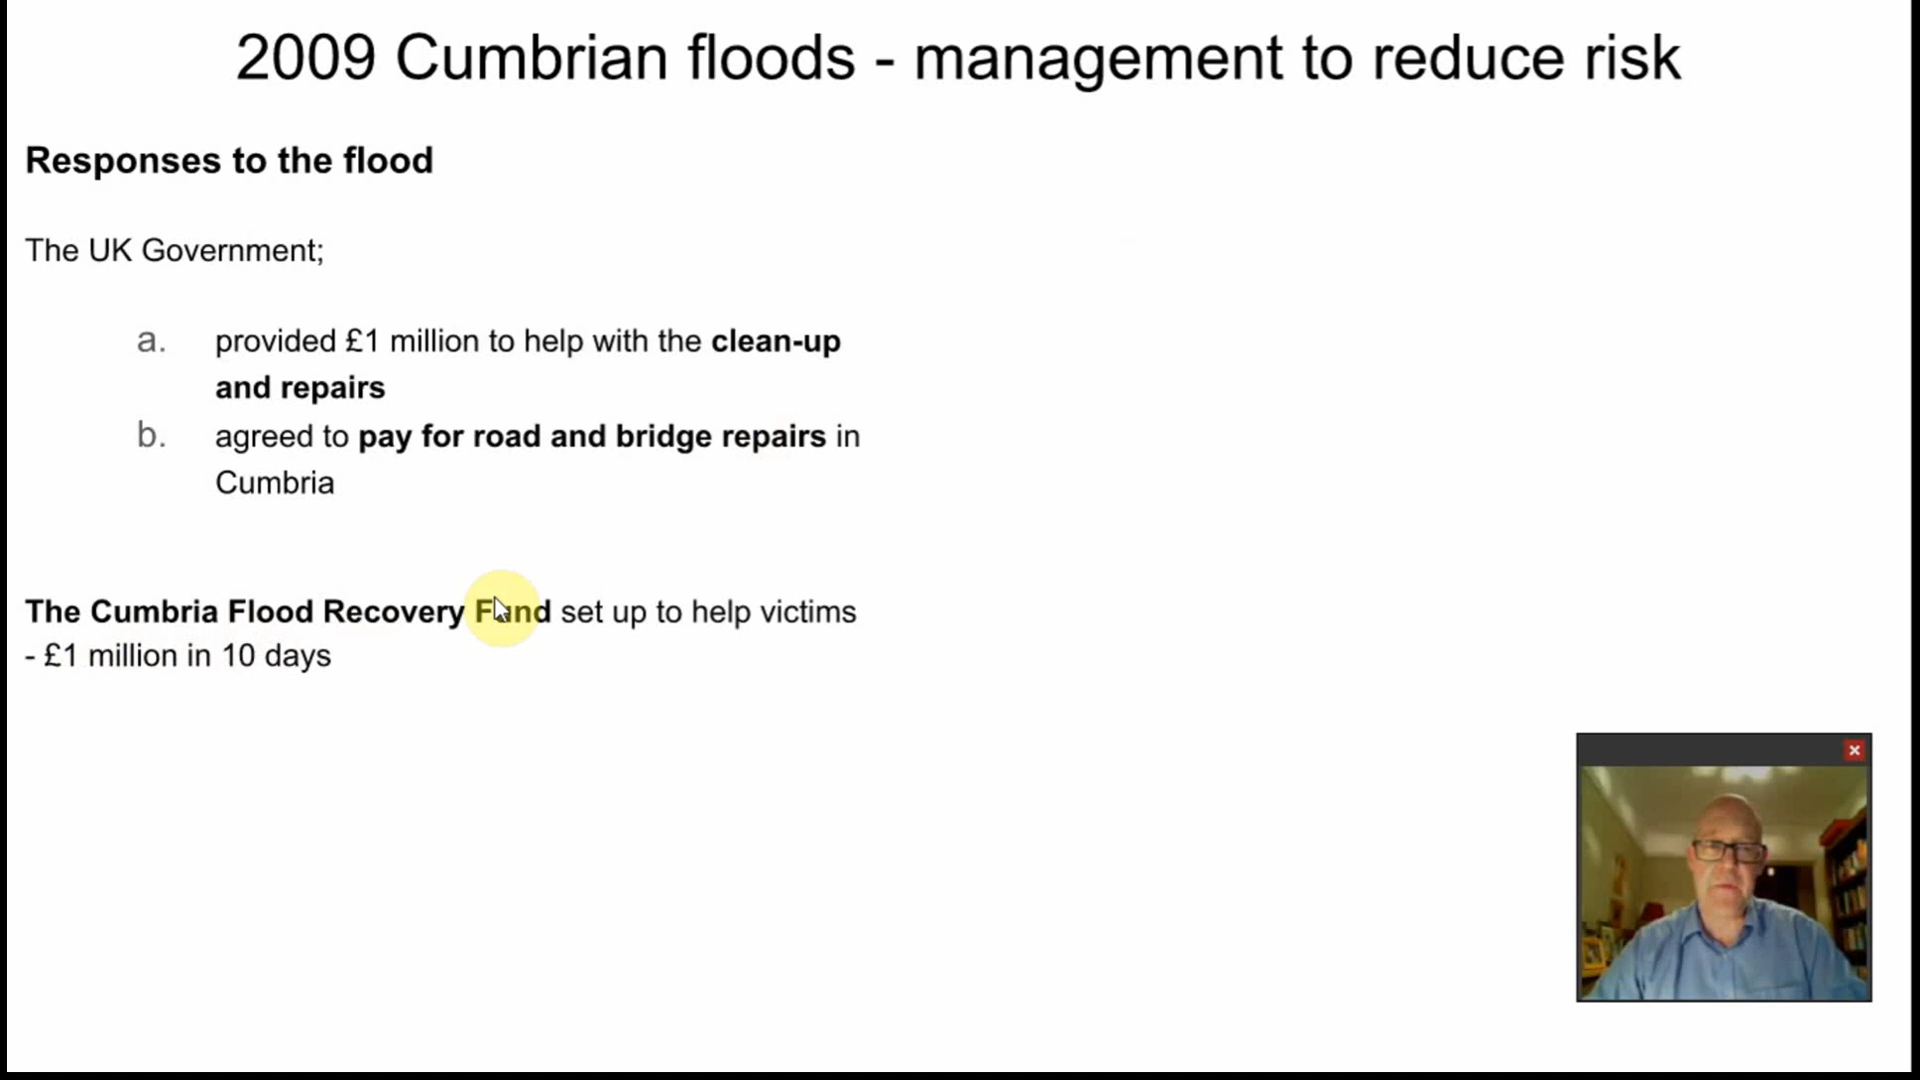 2009 Cumbrian floods - management to reduce risk
Responses to the flood
The UK Government;
a. provided £1 million to help with the clean-up
and repairs
b. agreed to pay for road and bridge repairs in
Cumbria
The Cumbria Flood Recovery Fund set up to help victims
- £1 million in 10 days